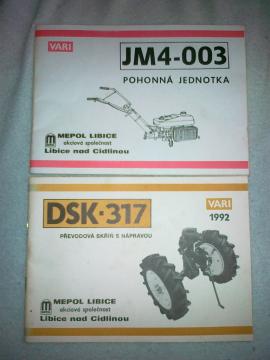 VARI
JM4-003
POHONNÁ JEDNOTKA
MEPOL LIBICE
akciová společnost
Libice nad Cidlinou
DSK·317
VARI
1992
PŘEVODOVÁ SKŘÍŇ S NÁPRAVOU
MEPOL LIBICE
akciová společnost
Libice nad Cidlinou